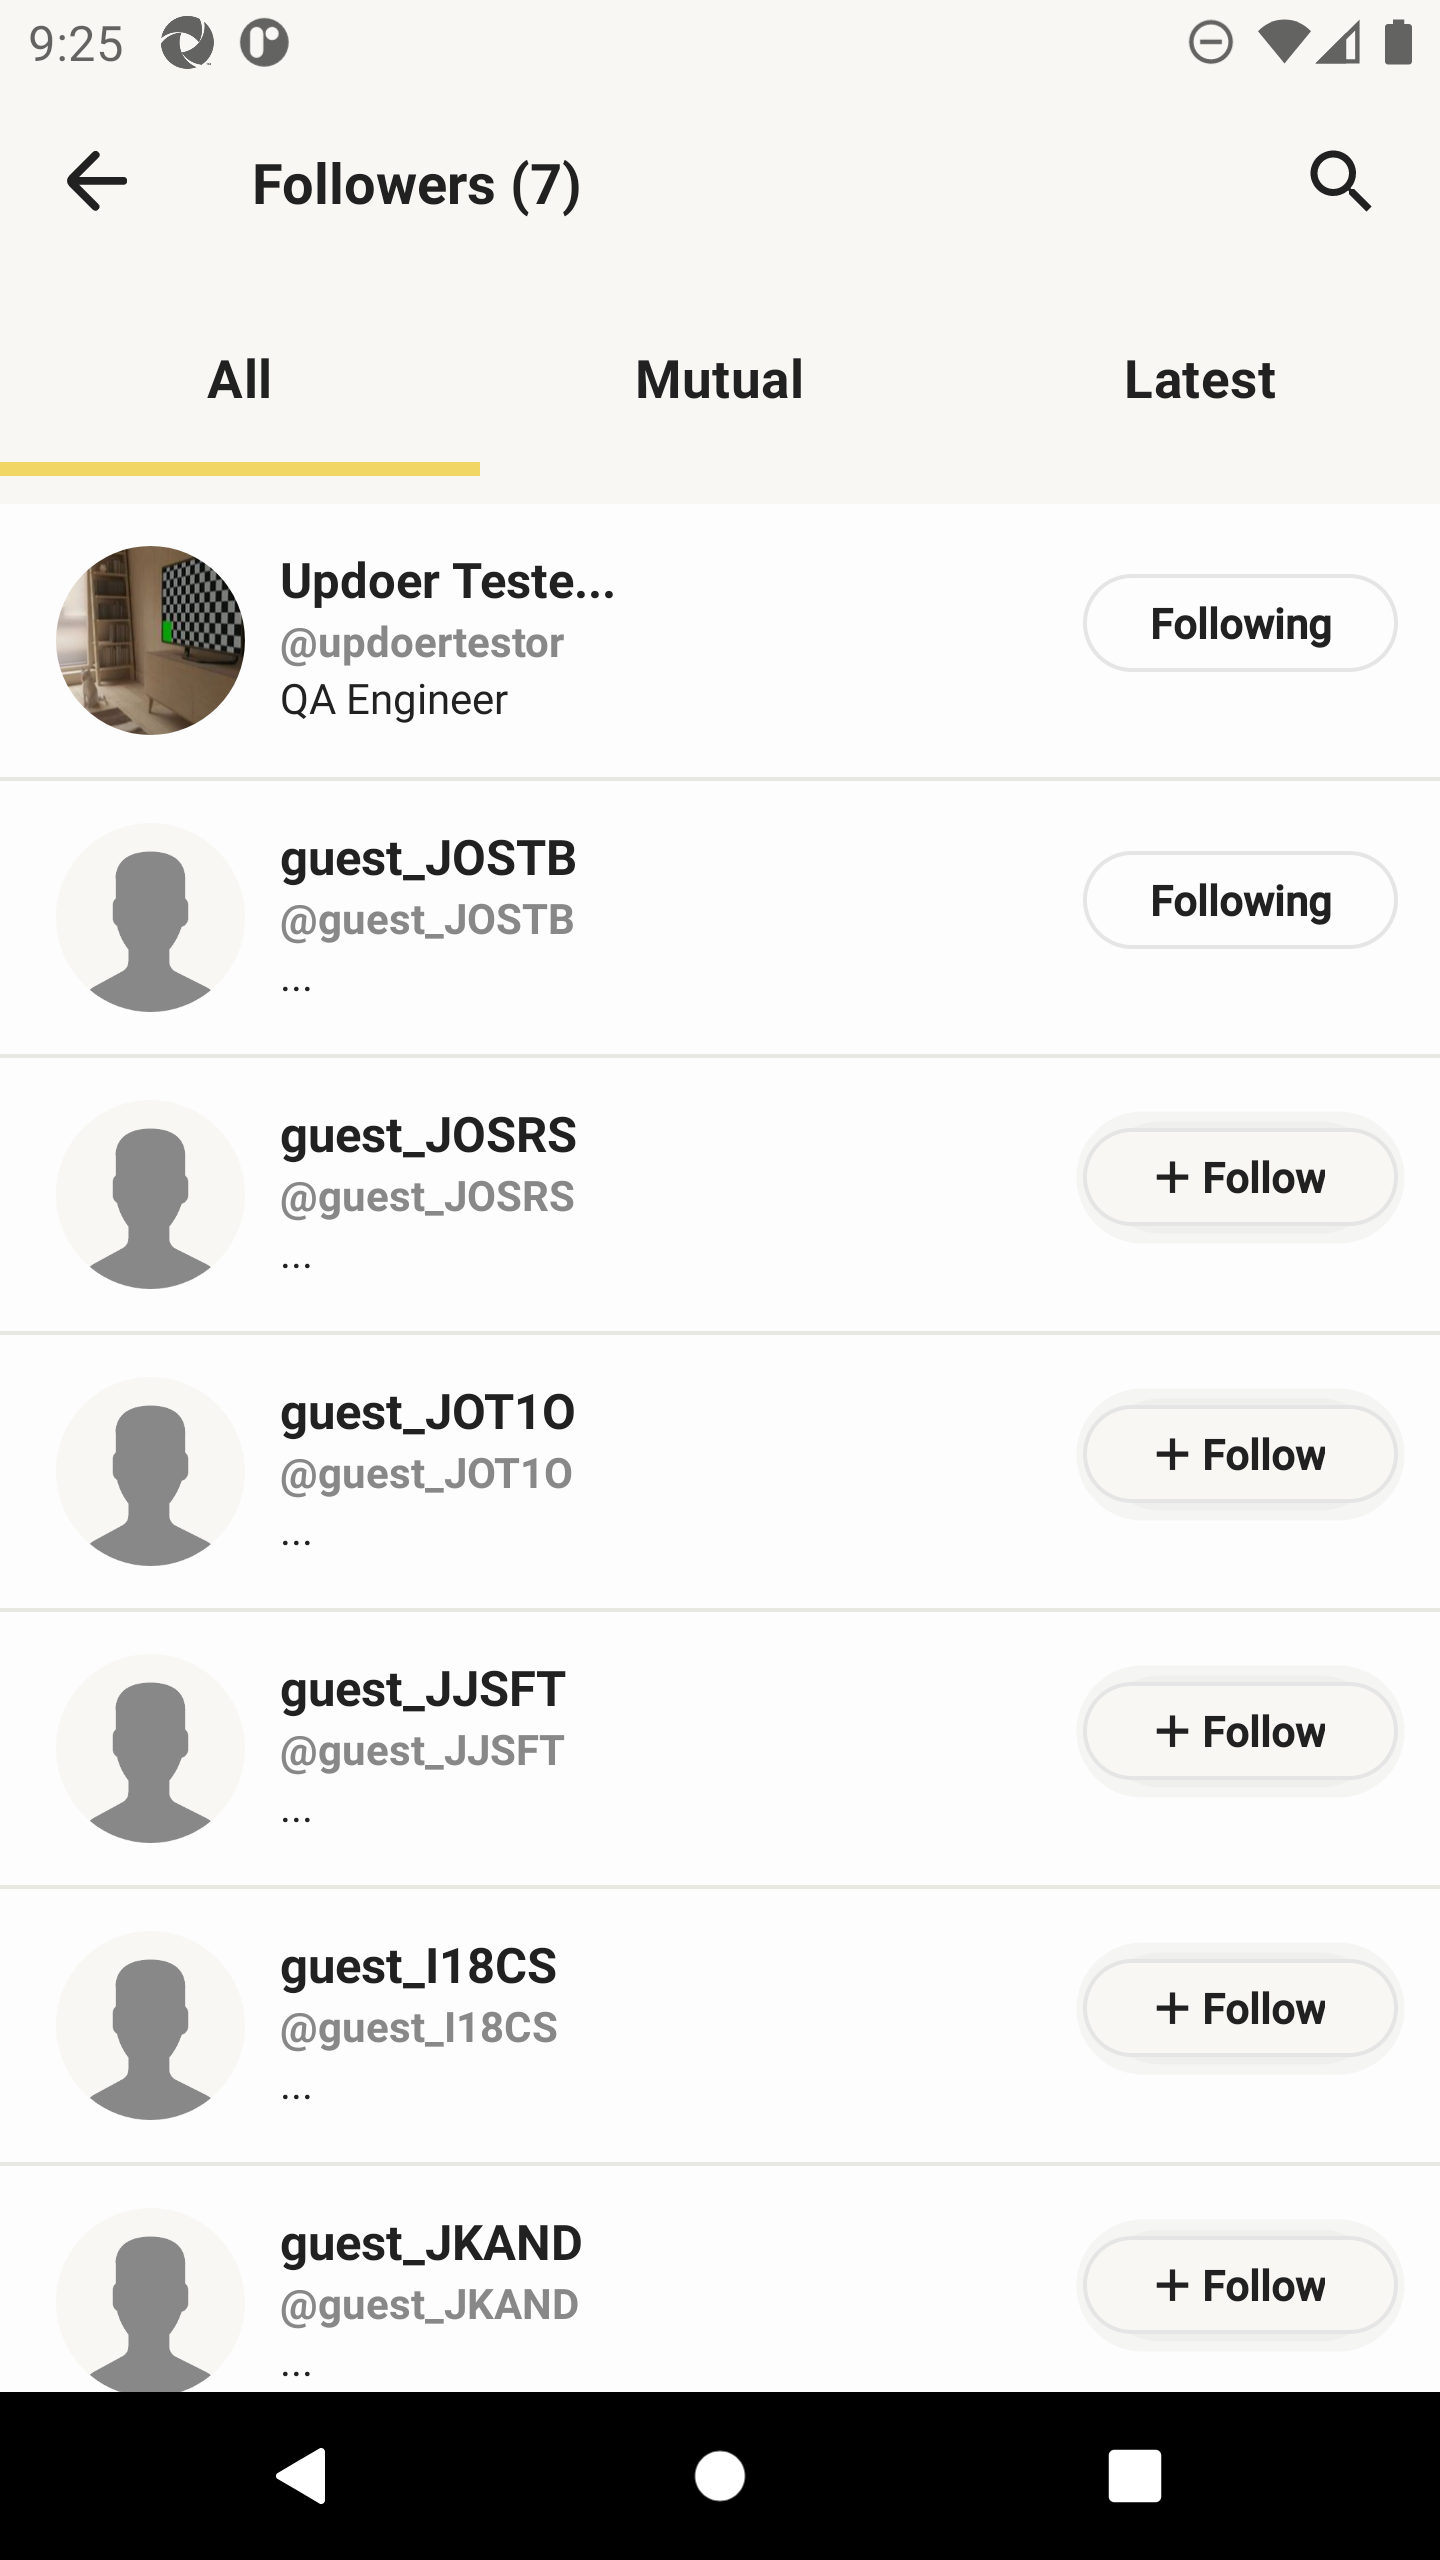 9:25
Followers (7)
All
Mutual
Latest
Updoer Teste...
@updoertestor
QA Engineer
Following
guest_JOSTB
@guest_JOSTB
...
Following
guest_JOSRS
@guest_JOSRS
...
+ Follow
guest_JOT1O
@guest_JOT1O
...
+ Follow
guest_JJSFT
@guest_JJSFT
...
+ Follow
guest_I18CS
@guest_I18CS
...
+ Follow
guest_JKAND
@guest_JKAND
...
+ Follow